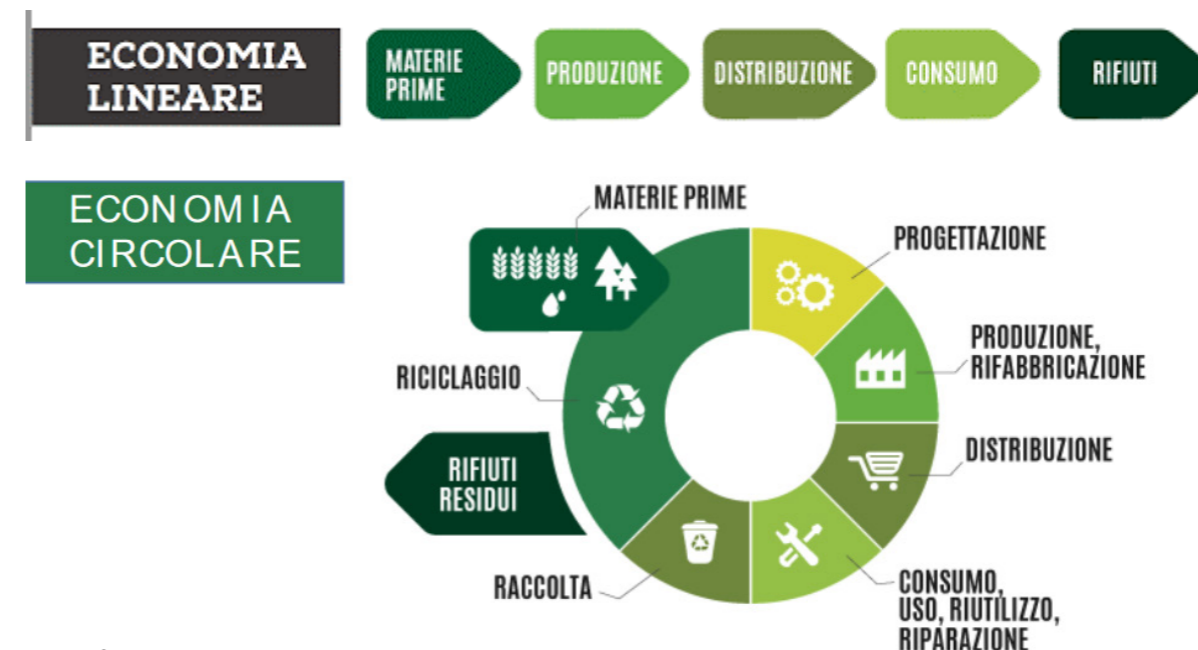 ECONOMIA
LINEARE
MATERIE
PRIME
PRODUZIONE
DISTRIBUZIONE
CONSUMO
RIFIUTI
ECONOMIA
CIRCOLARE
MATERIE PRIME
PROGETTAZIONE
PRODUZIONE,
RIFABBRICAZIONE
DISTRIBUZIONE
CONSUMO,
USO, RIUTILIZZO,
RIPARAZIONE
RACCOLTA
RIFIUTI
RESIDUI
RICICLAGGIO